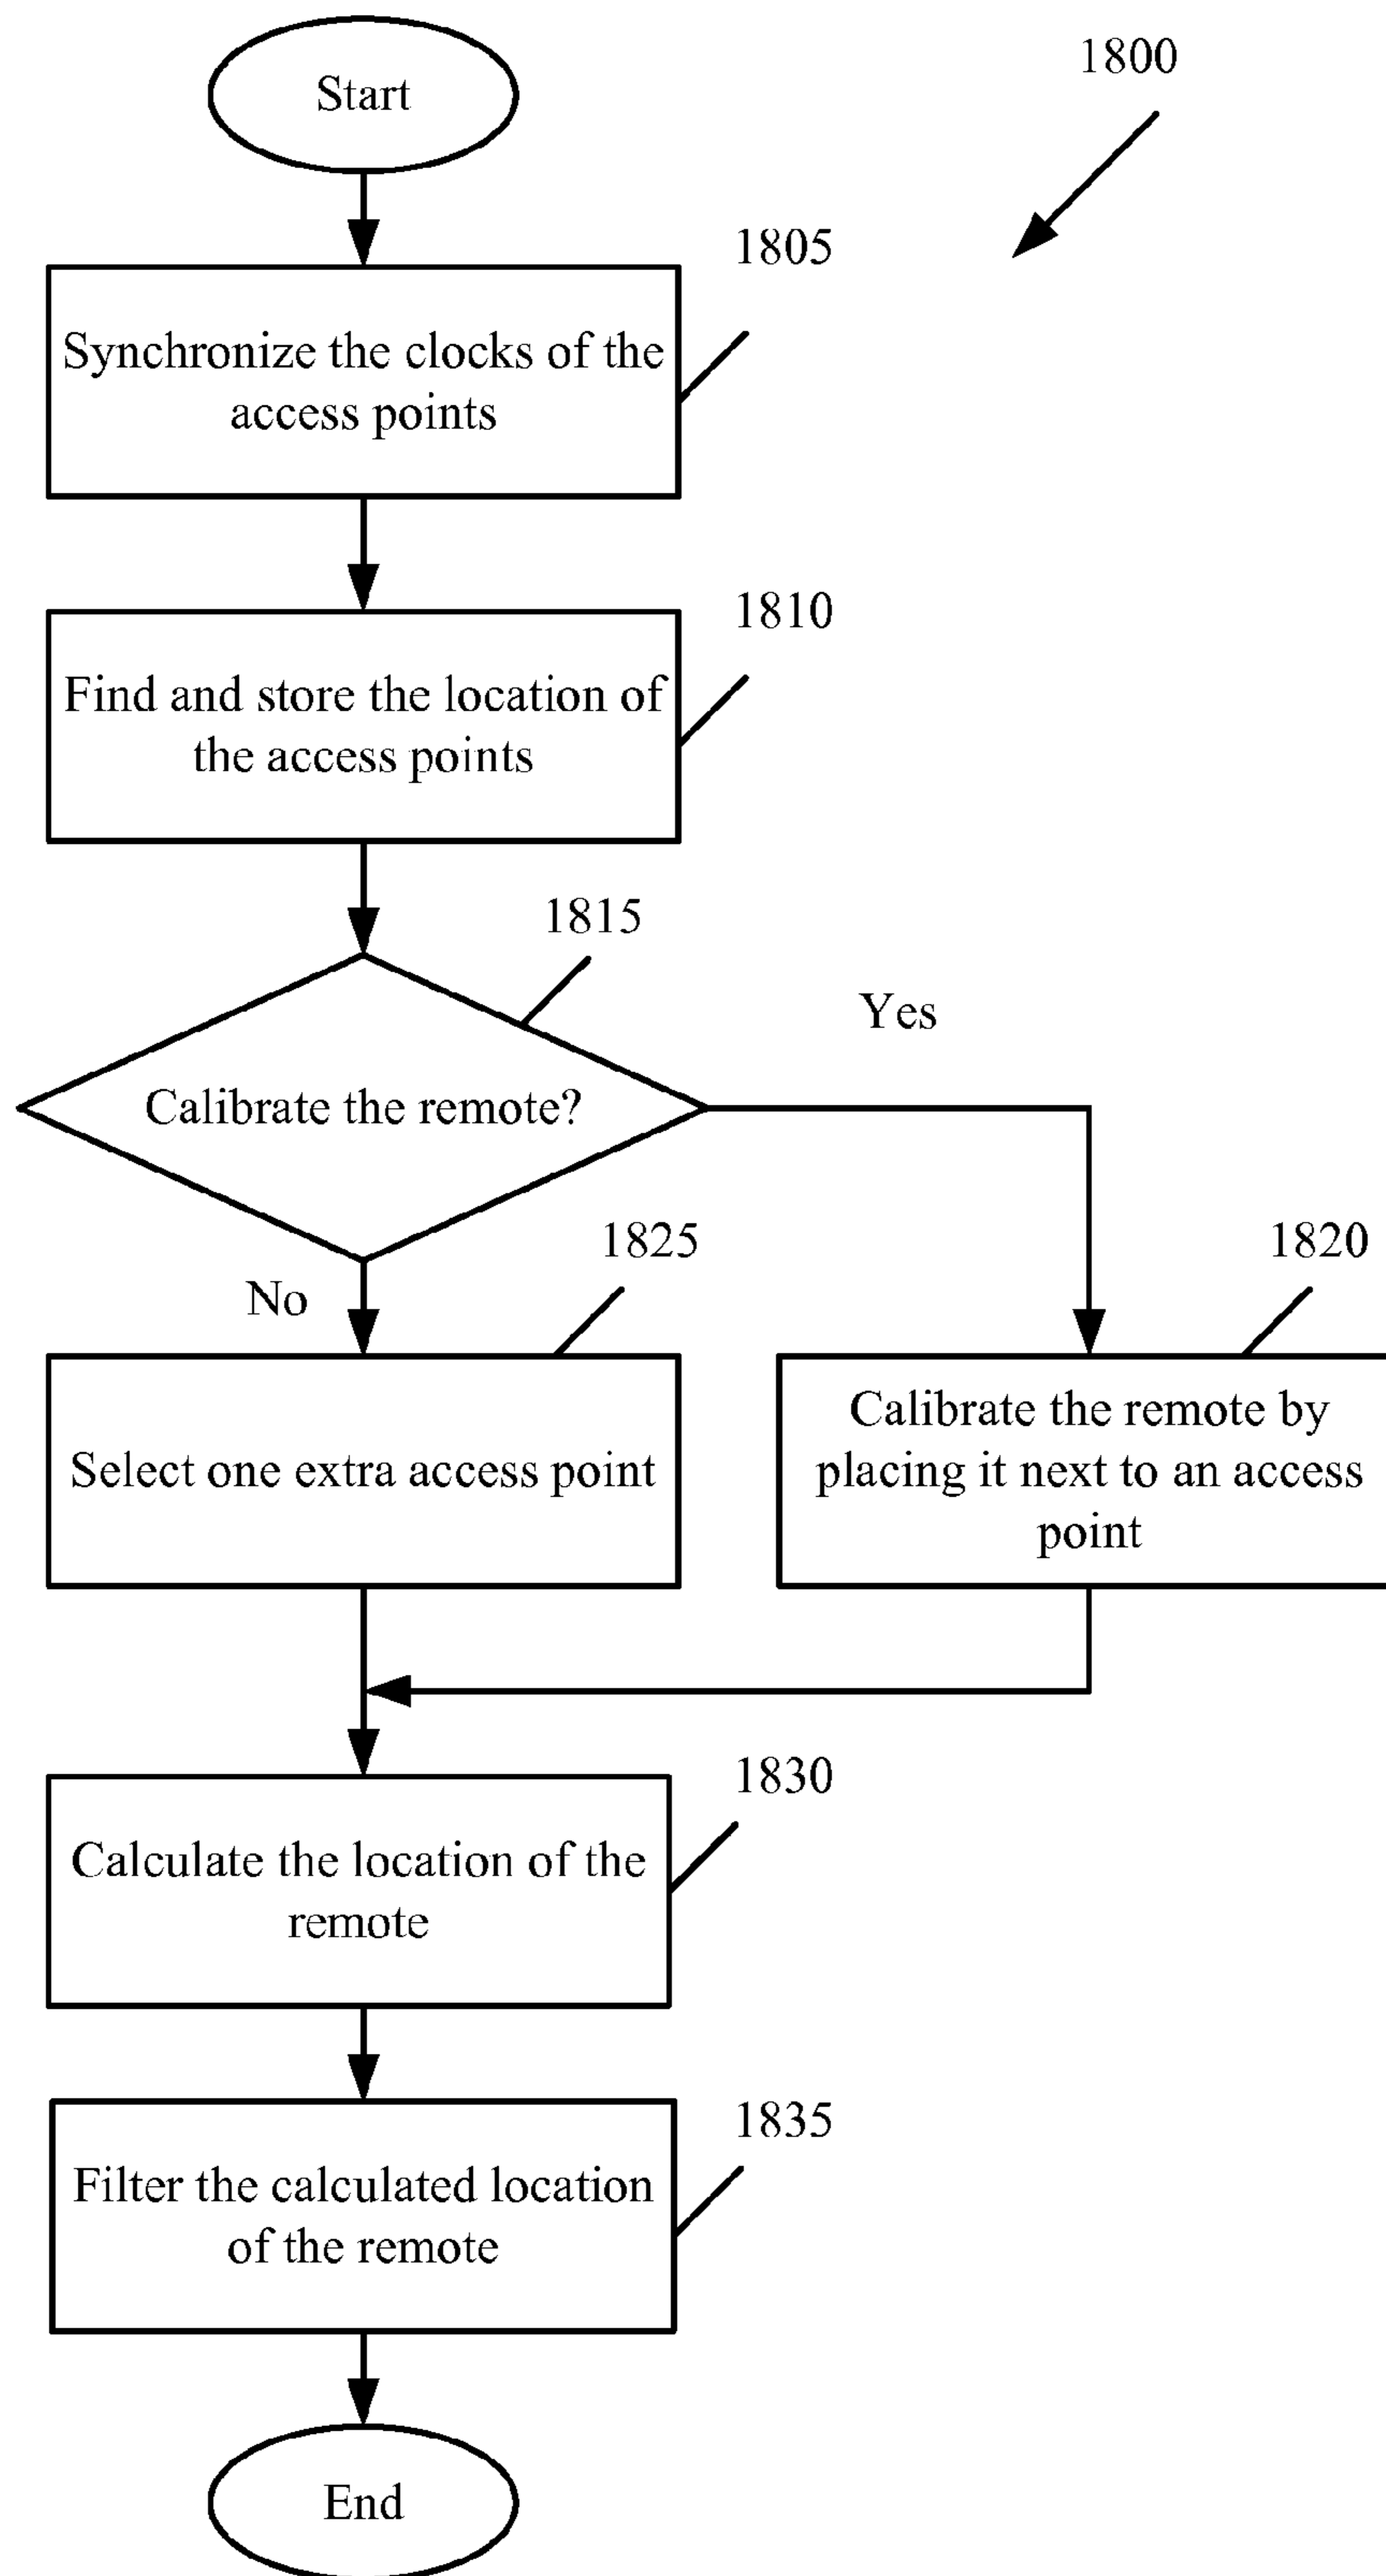 Start
1800
1805
Synchronize the clocks of the
access points
1810
Find and store the location of
the access points
1815
Calibrate the remote?
Yes
No
1825
Select one extra access point
1820
Calibrate the remote by
placing it next to an access
point
1830
Calculate the location of the
remote
1835
Filter the calculated location
of the remote
End